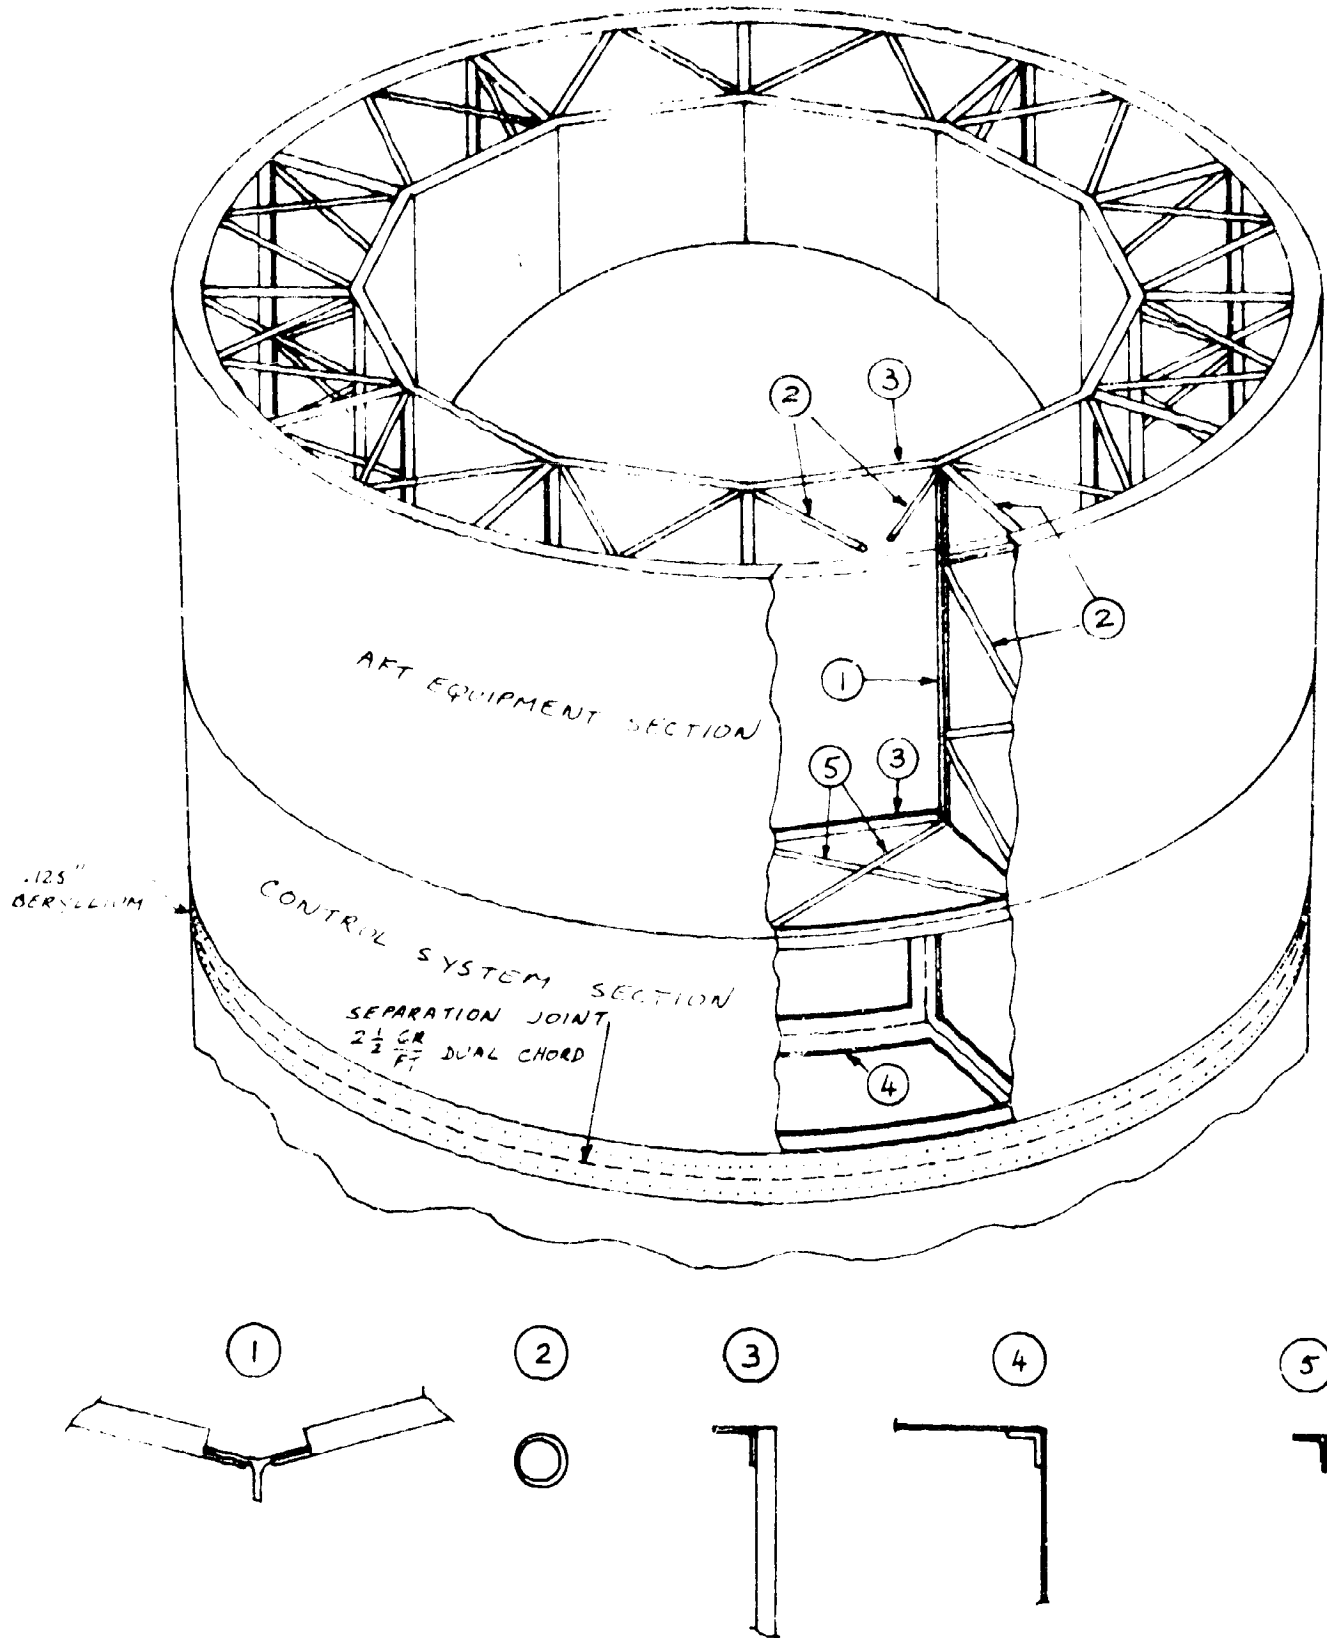 3
2
2
1
5
3
AFT EQUIPMENT SECTION
.125"
BERYLLIUM
CONTROL SYSTEM SECTION
SEPARATION JOINT
2 1/2 GR/FT DUAL CHORD
4
1 2 3 4 5